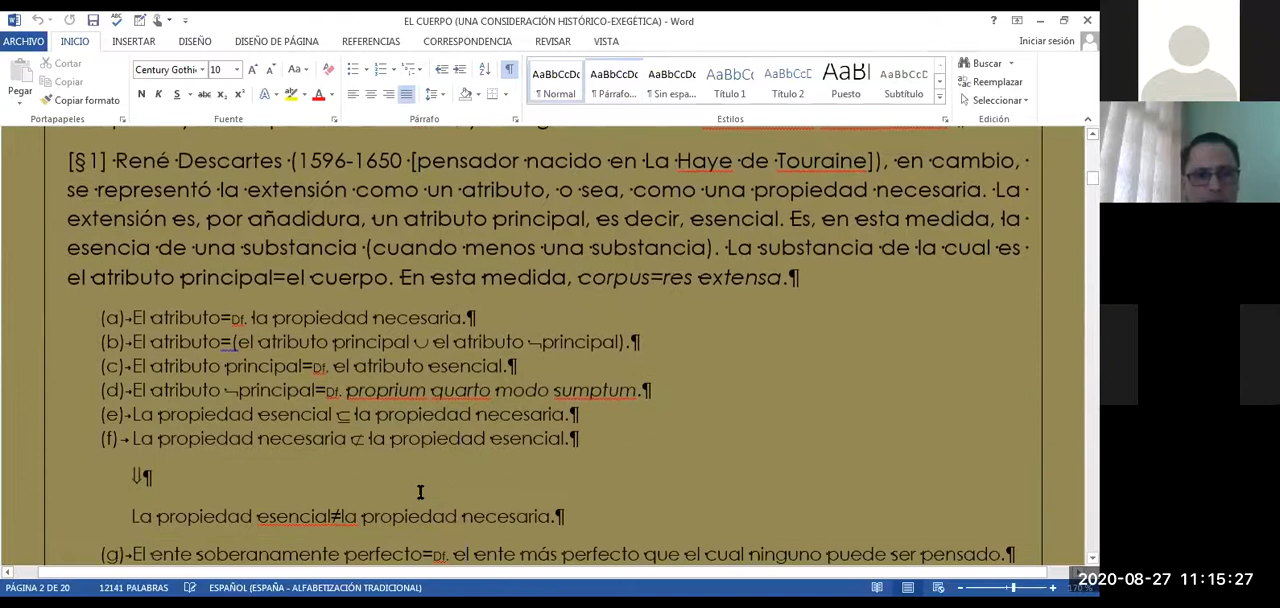 EL CUERPO (UNA CONSIDERACIÓN HISTÓRICO-EXEGÉTICA) - Word
ARCHIVO INICIO INSERTAR DISEÑO DISEÑO DE PÁGINA REFERENCIAS CORRESPONDENCIA REVISAR VISTA Iniciar sesión
Pegar
Cortar
Copiar
Copiar formato
Century Gothi 10
N K S abc x₂ x²
AaBbCcDc AaBbCcDc AaBbCcDc AaBbCc AaBbCcD AaBl AaBbCcD
¶ Normal ¶ Párrafo... ¶ Sin espa... Título 1 Título 2 Puesto Subtítulo
Buscar
Reemplazar
Seleccionar
Portapapeles Fuente Párrafo Estilos Edición
[§1] René Descartes (1596-1650 [pensador nacido en La Haye de Touraine]), en cambio,
se representó la extensión como un atributo, o sea, como una propiedad necesaria. La
extensión es, por añadidura, un atributo principal, es decir, esencial. Es, en esta medida, la
esencia de una substancia (cuando menos una substancia). La substancia de la cual es
el atributo principal=el cuerpo. En esta medida, corpus=res extensa.¶
(a) El atributo=Df. la propiedad necesaria.¶
(b) El atributo=(el atributo principal ∪ el atributo ¬principal).¶
(c) El atributo principal=Df. el atributo esencial.¶
(d) El atributo ¬principal=Df. proprium quarto modo sumptum.¶
(e) La propiedad esencial ⊆ la propiedad necesaria.¶
(f) La propiedad necesaria ⊄ la propiedad esencial.¶
⇓¶
La propiedad esencial≠la propiedad necesaria.¶
(g) El ente soberanamente perfecto=Df. el ente más perfecto que el cual ninguno puede ser pensado.¶
PÁGINA 2 DE 20 12141 PALABRAS ESPAÑOL (ESPAÑA - ALFABETIZACIÓN TRADICIONAL) 170 %
2020-08-27 11:15:27